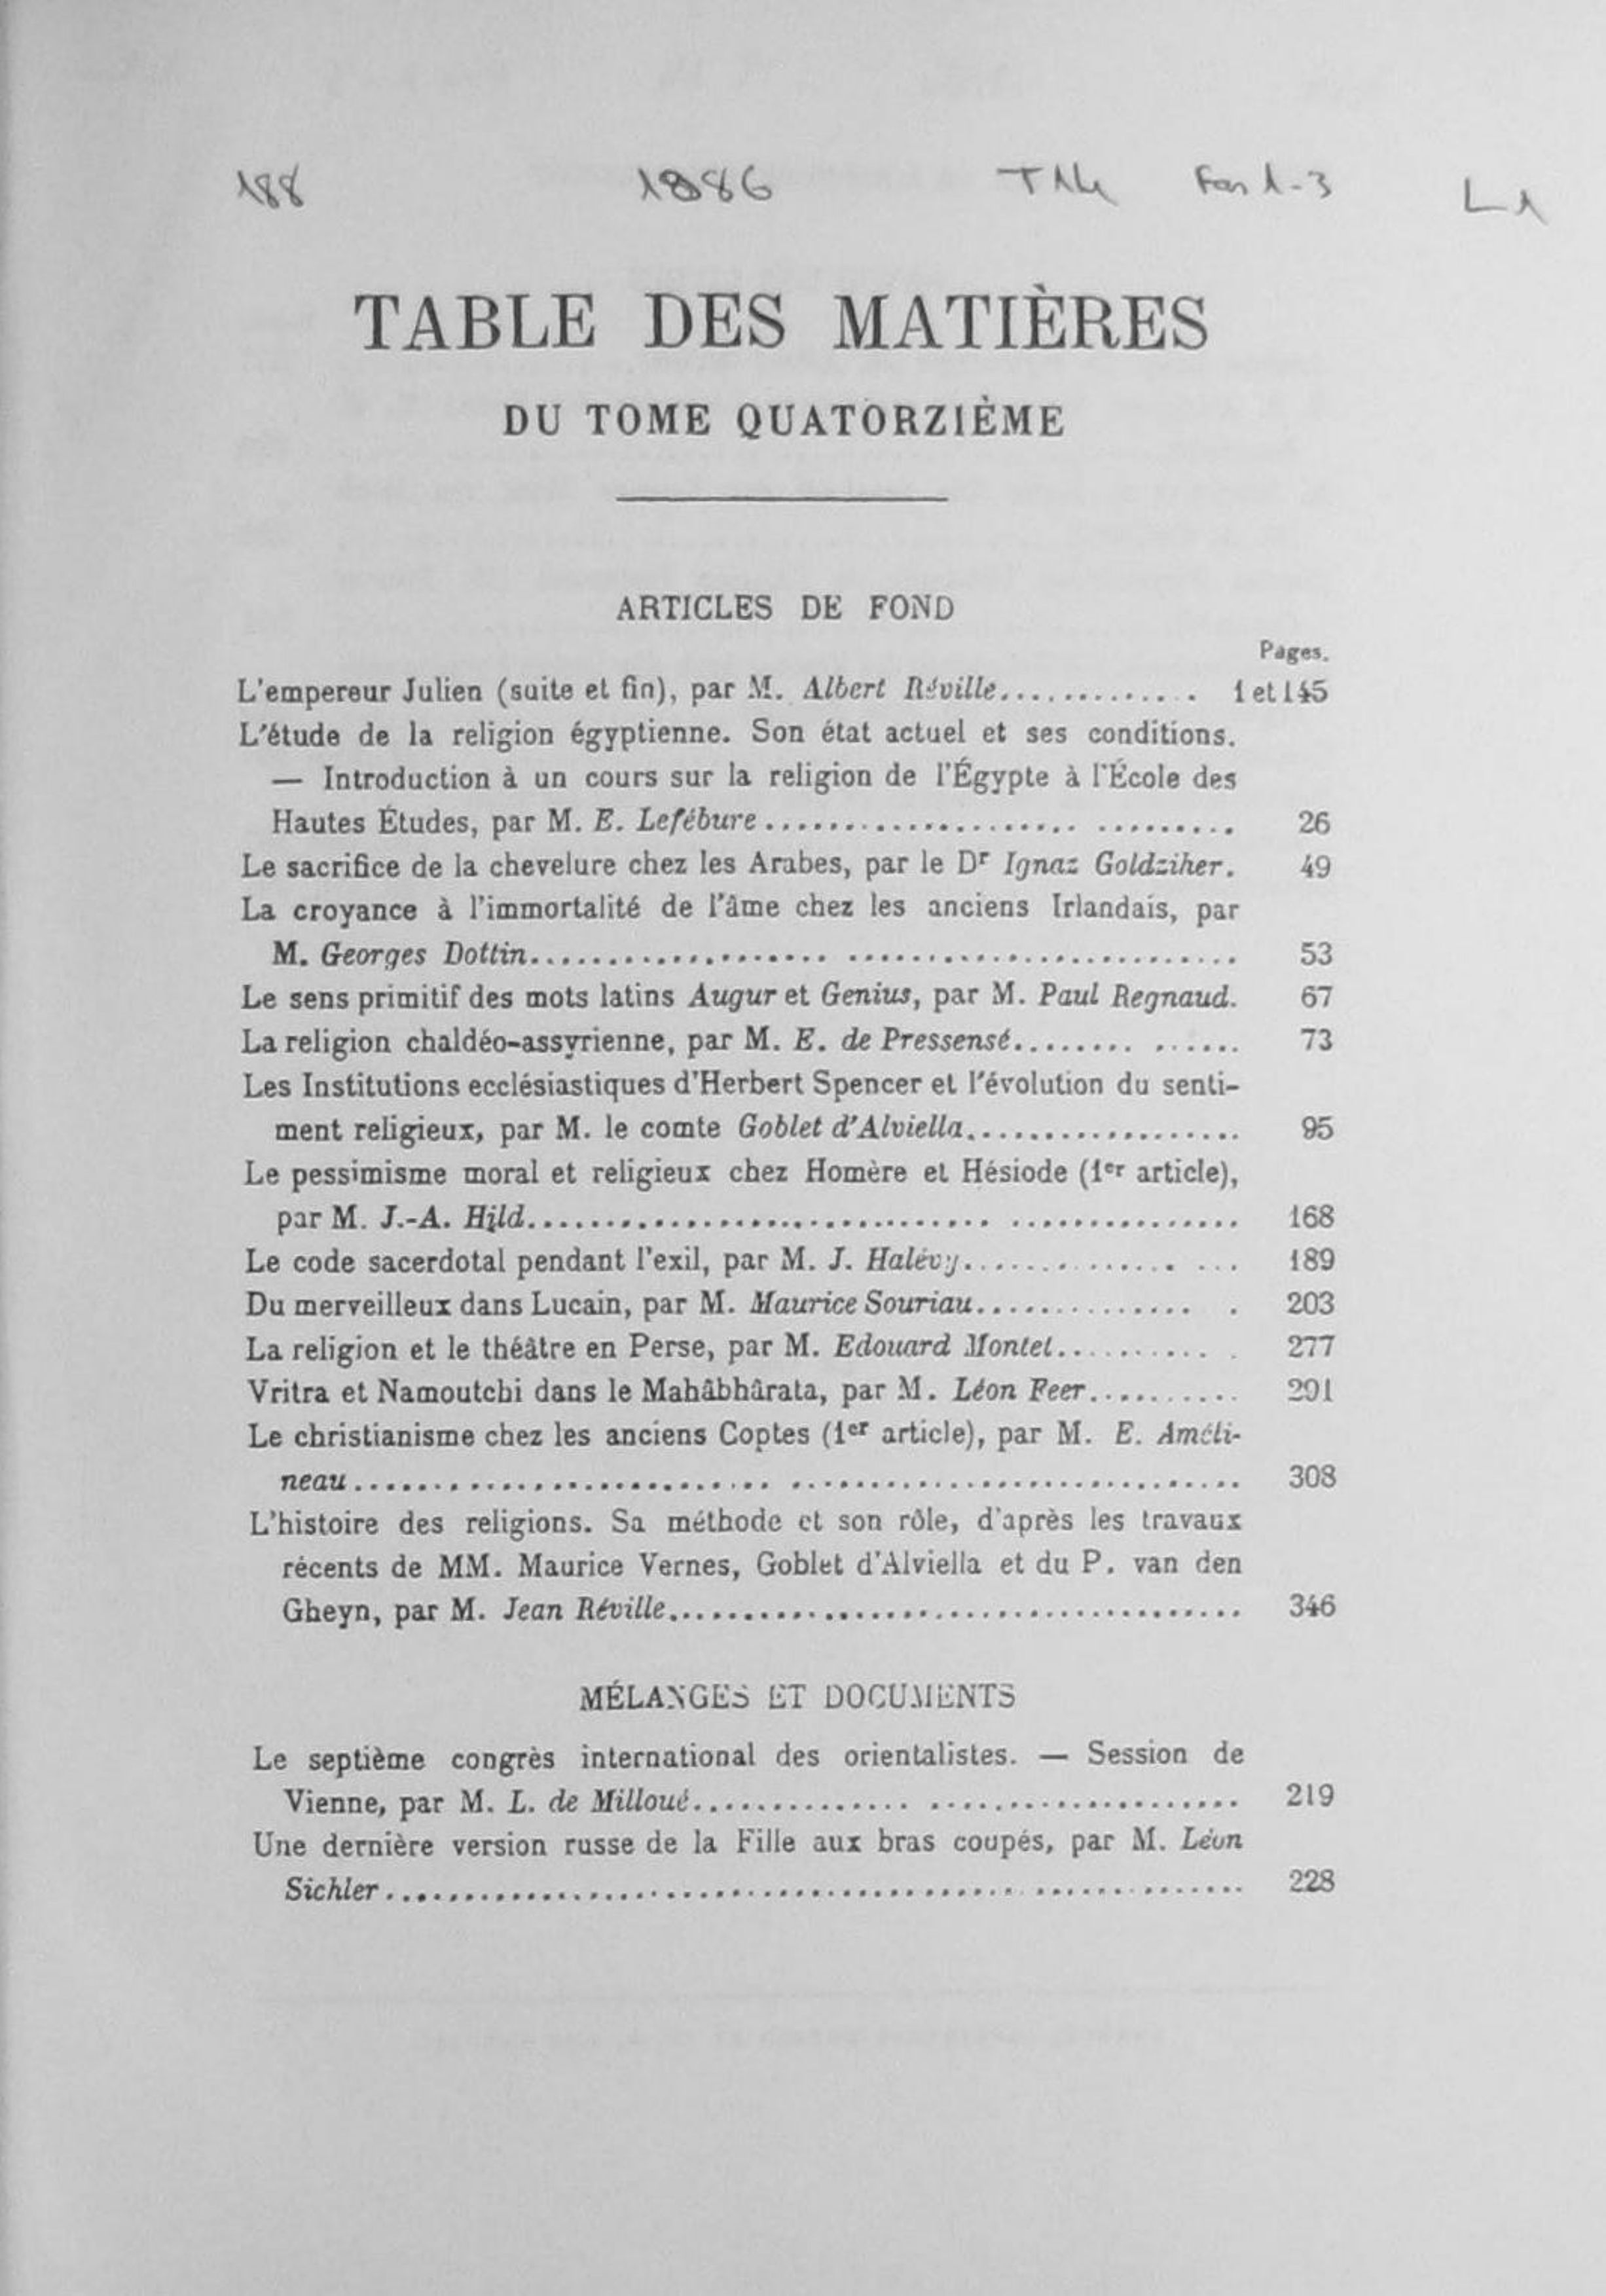 188 1886 T14 Fas 1-3 L1
TABLE DES MATIÈRES
DU TOME QUATORZIÈME
ARTICLES DE FOND
Pages.
L'empereur Julien (suite et fin), par M. Albert Réville.............. 1 et 145
L'étude de la religion égyptienne. Son état actuel et ses conditions.
— Introduction à un cours sur la religion de l'Égypte à l'École des
Hautes Études, par M. E. Lefébure .............................. 26
Le sacrifice de la chevelure chez les Arabes, par le Dr Ignaz Goldziher. 49
La croyance à l'immortalité de l'âme chez les anciens Irlandais, par
M. Georges Dottin............................................ 53
Le sens primitif des mots latins Augur et Genius, par M. Paul Regnaud. 67
La religion chaldéo-assyrienne, par M. E. de Pressensé.............. 73
Les Institutions ecclésiastiques d'Herbert Spencer et l'évolution du senti-
ment religieux, par M. le comte Goblet d'Alviella.................. 95
Le pessimisme moral et religieux chez Homère et Hésiode (1er article),
par M. J.-A. Hild............................................ 168
Le code sacerdotal pendant l'exil, par M. J. Halévy................. 189
Du merveilleux dans Lucain, par M. Maurice Souriau................ 203
La religion et le théâtre en Perse, par M. Edouard Montet............ 277
Vritra et Namoutchi dans le Mahâbhârata, par M. Léon Feer.......... 291
Le christianisme chez les anciens Coptes (1er article), par M. E. Améli-
neau........................................................ 308
L'histoire des religions. Sa méthode et son rôle, d'après les travaux
récents de MM. Maurice Vernes, Goblet d'Alviella et du P. van den
Gheyn, par M. Jean Réville..................................... 346
MÉLANGES ET DOCUMENTS
Le septième congrès international des orientalistes. — Session de
Vienne, par M. L. de Milloué.................................. 219
Une dernière version russe de la Fille aux bras coupés, par M. Léon
Sichler...................................................... 228